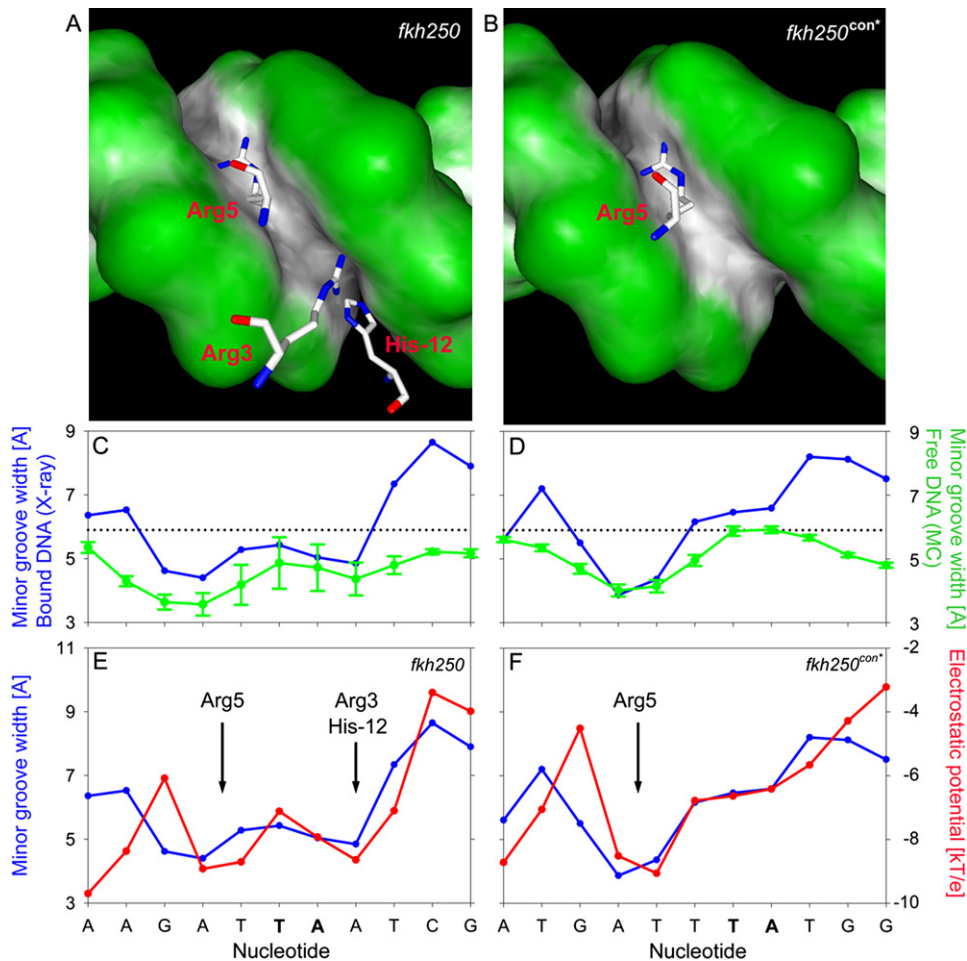 A
fkh250
Arg5
Arg3
His-12
B
fkh250con*
Arg5
Minor groove width [A]
Bound DNA (X-ray)
9
7
5
3
C
D
9
7
5
3
Minor groove width [A]
Free DNA (MC)
Minor groove width [A]
11
9
7
5
3
E
fkh250
Arg5
Arg3
His-12
F
fkh250con*
Arg5
-2
-4
-6
-8
-10
Electrostatic potential [kT/e]
A A G A T T A A T C G
Nucleotide
A T G A T T T A T G G
Nucleotide